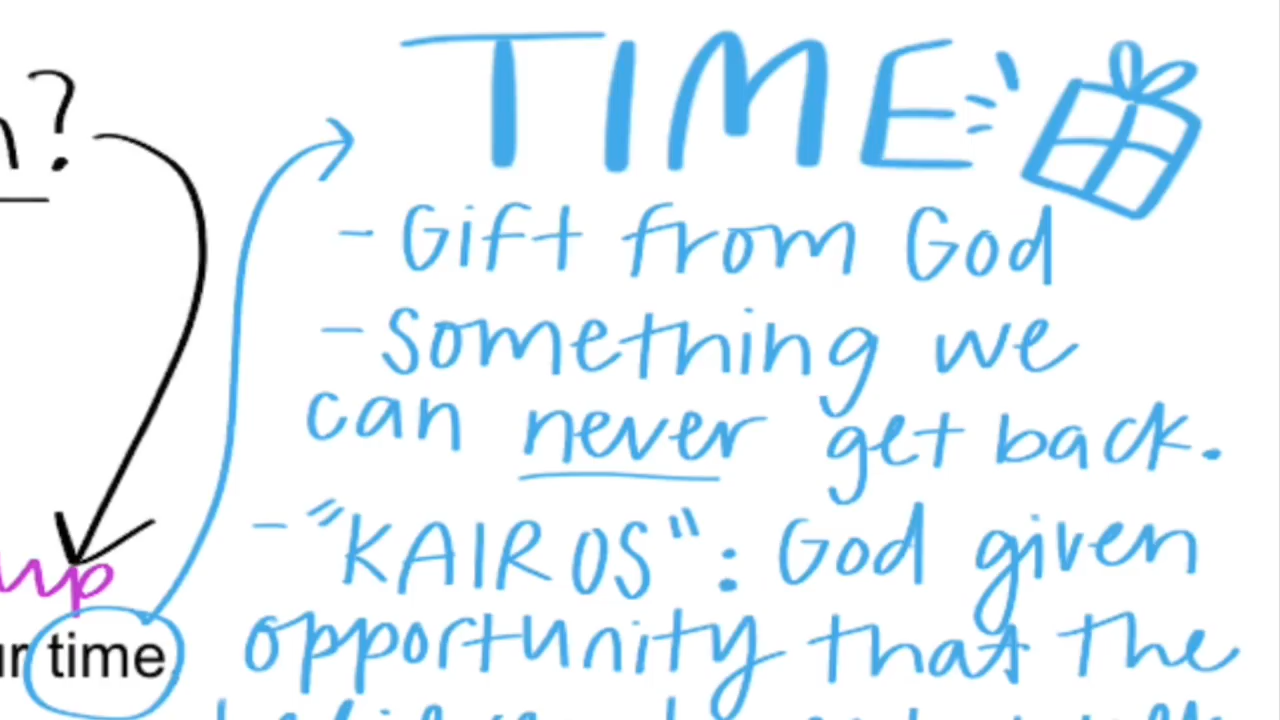 TIME
?
- Gift from God
- Something we
can never get back.
- "KAIROS": God given
up
opportunity that the
time